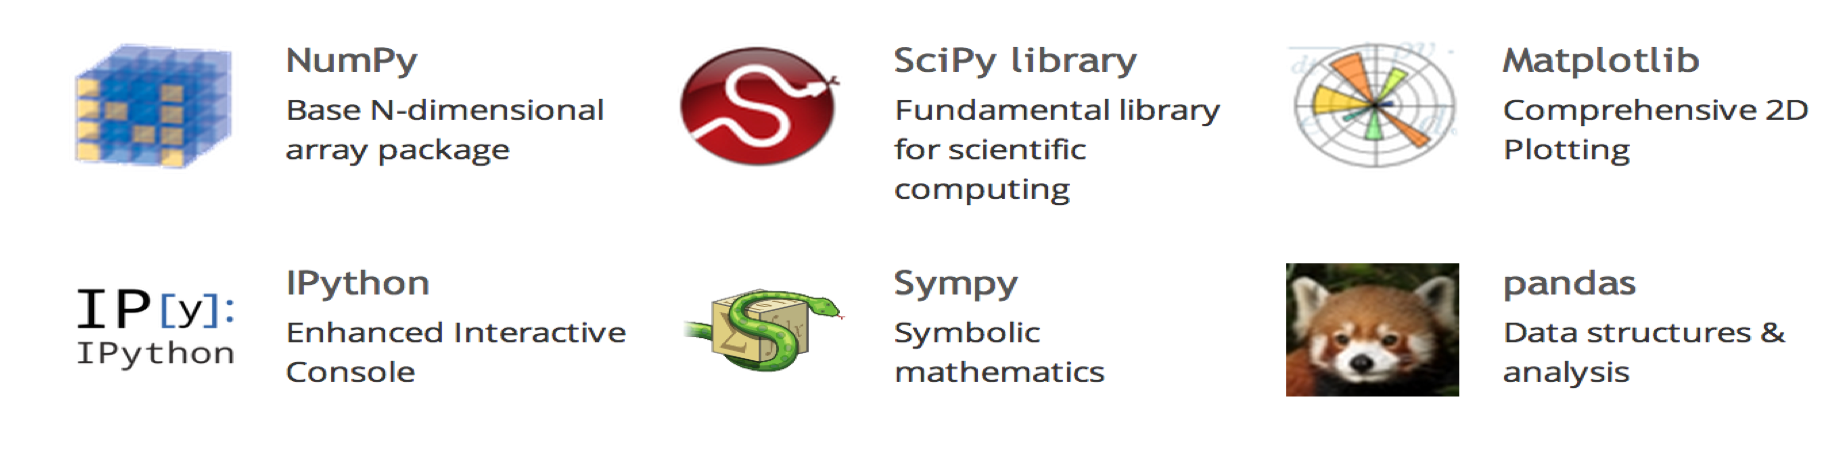 NumPy
Base N-dimensional
array package
SciPy library
Fundamental library
for scientific
computing
Matplotlib
Comprehensive 2D
Plotting
IP[y]:
IPython
IPython
Enhanced Interactive
Console
Sympy
Symbolic
mathematics
pandas
Data structures &
analysis